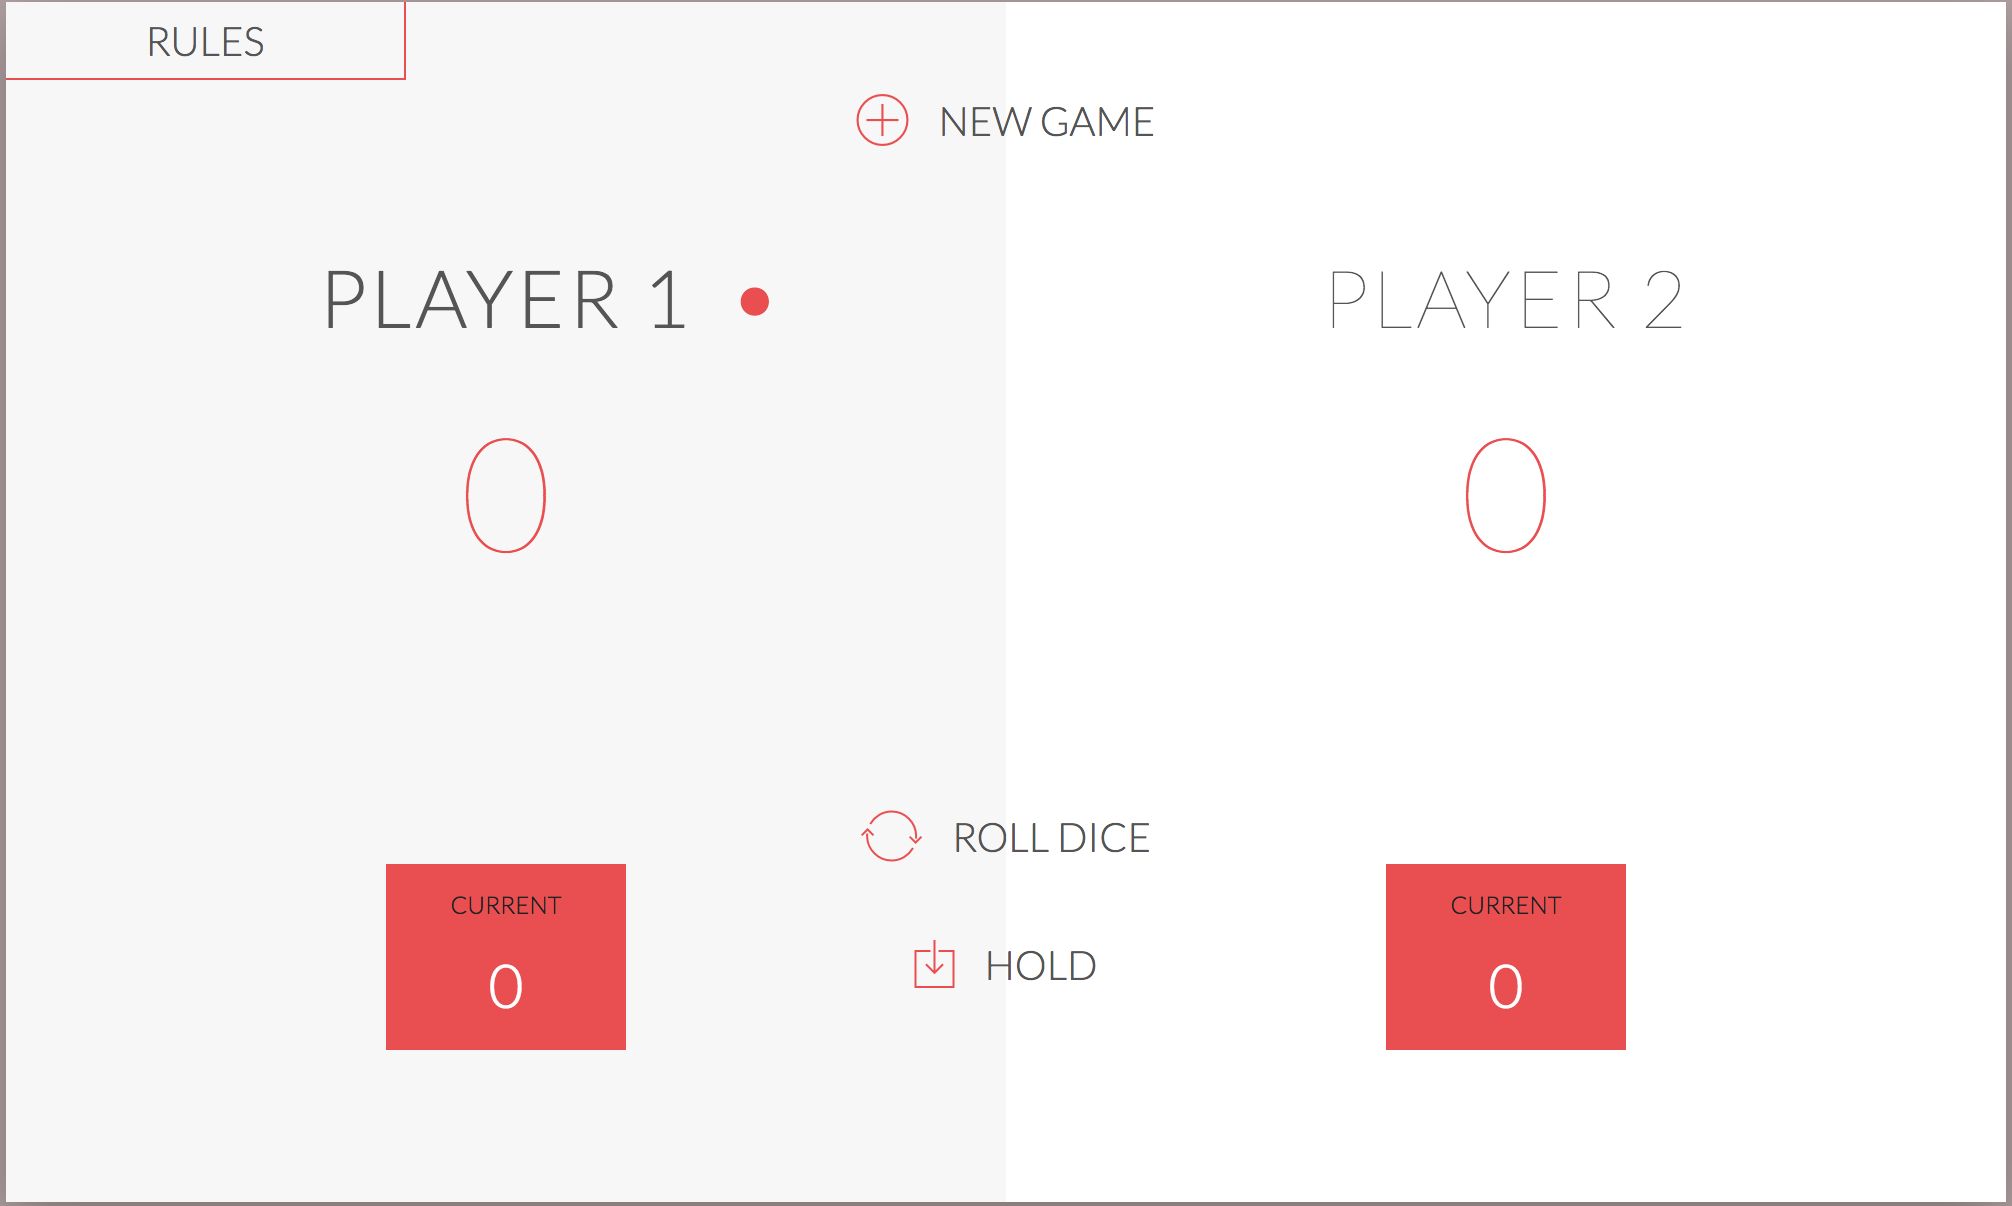 RULES
NEW GAME
PLAYER 1
0
PLAYER 2
0
ROLL DICE
HOLD
CURRENT
0
CURRENT
0